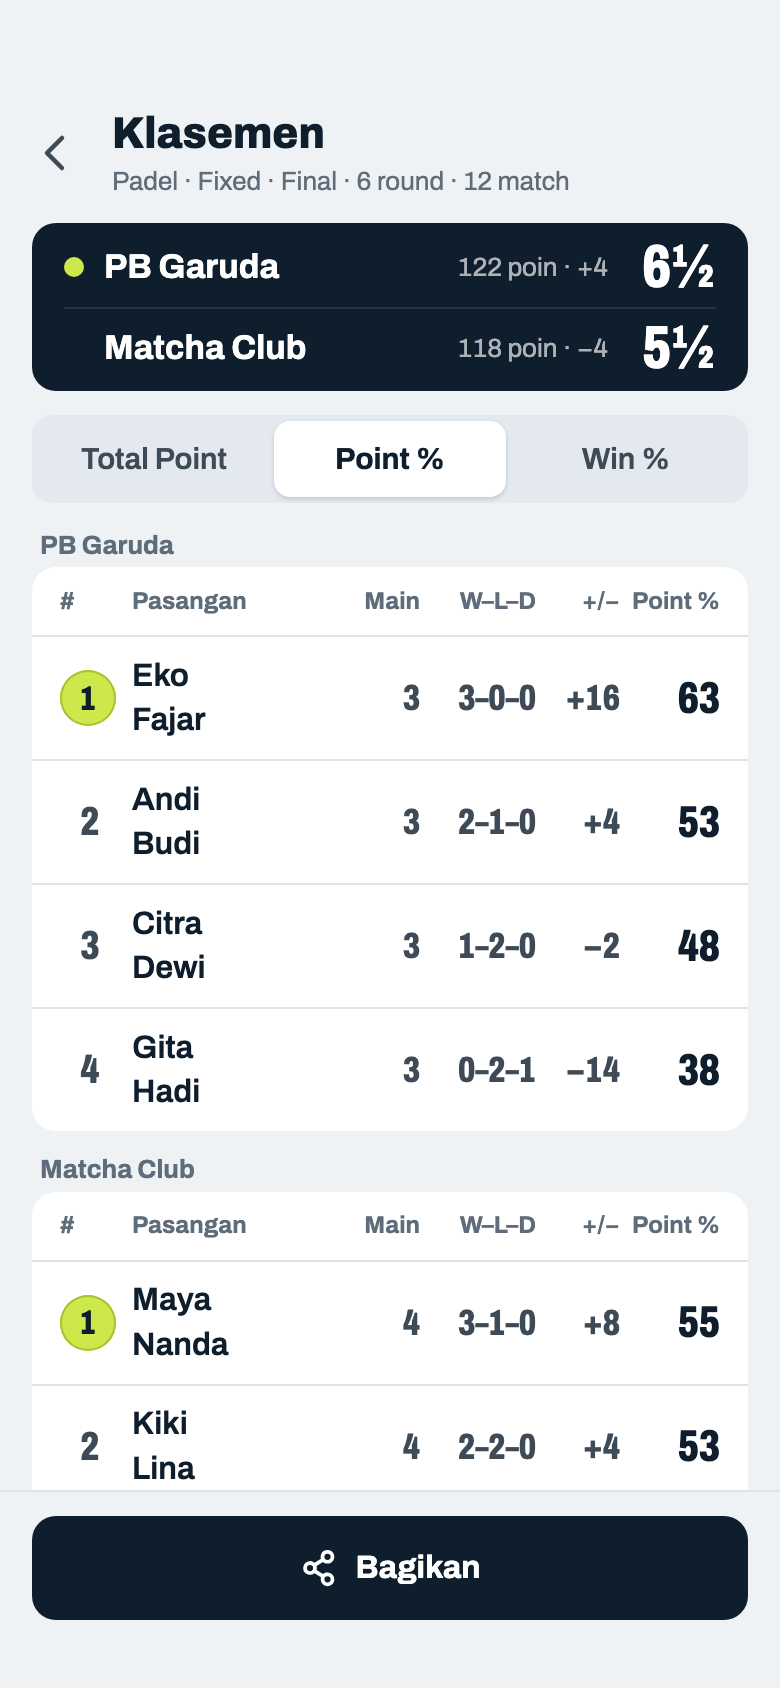 Klasemen
Padel · Fixed · Final · 6 round · 12 match
PB Garuda 122 poin · +4 6½
Matcha Club 118 poin · −4 5½
Total Point Point % Win %
PB Garuda
# Pasangan Main W–L–D +/− Point %
1 Eko Fajar 3 3–0–0 +16 63
2 Andi Budi 3 2–1–0 +4 53
3 Citra Dewi 3 1–2–0 −2 48
4 Gita Hadi 3 0–2–1 −14 38
Matcha Club
# Pasangan Main W–L–D +/− Point %
1 Maya Nanda 4 3–1–0 +8 55
2 Kiki Lina 4 2–2–0 +4 53
Bagikan